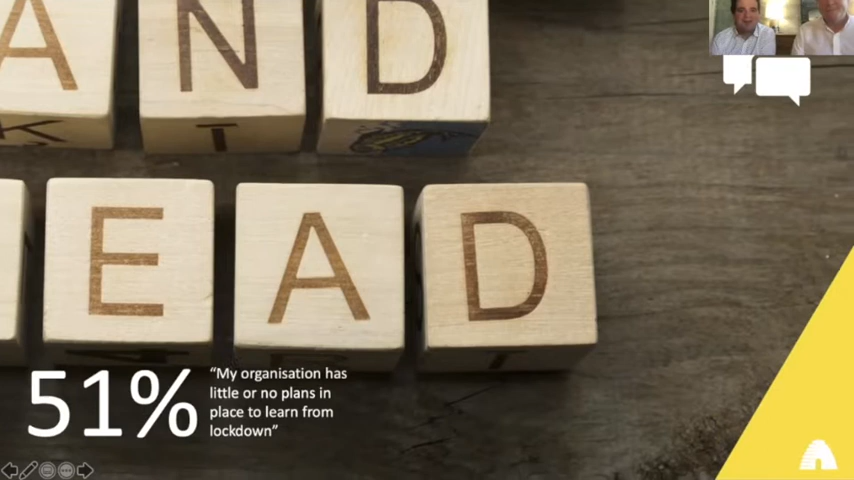 AND
EAD
51%
“My organisation has
little or no plans in
place to learn from
lockdown”